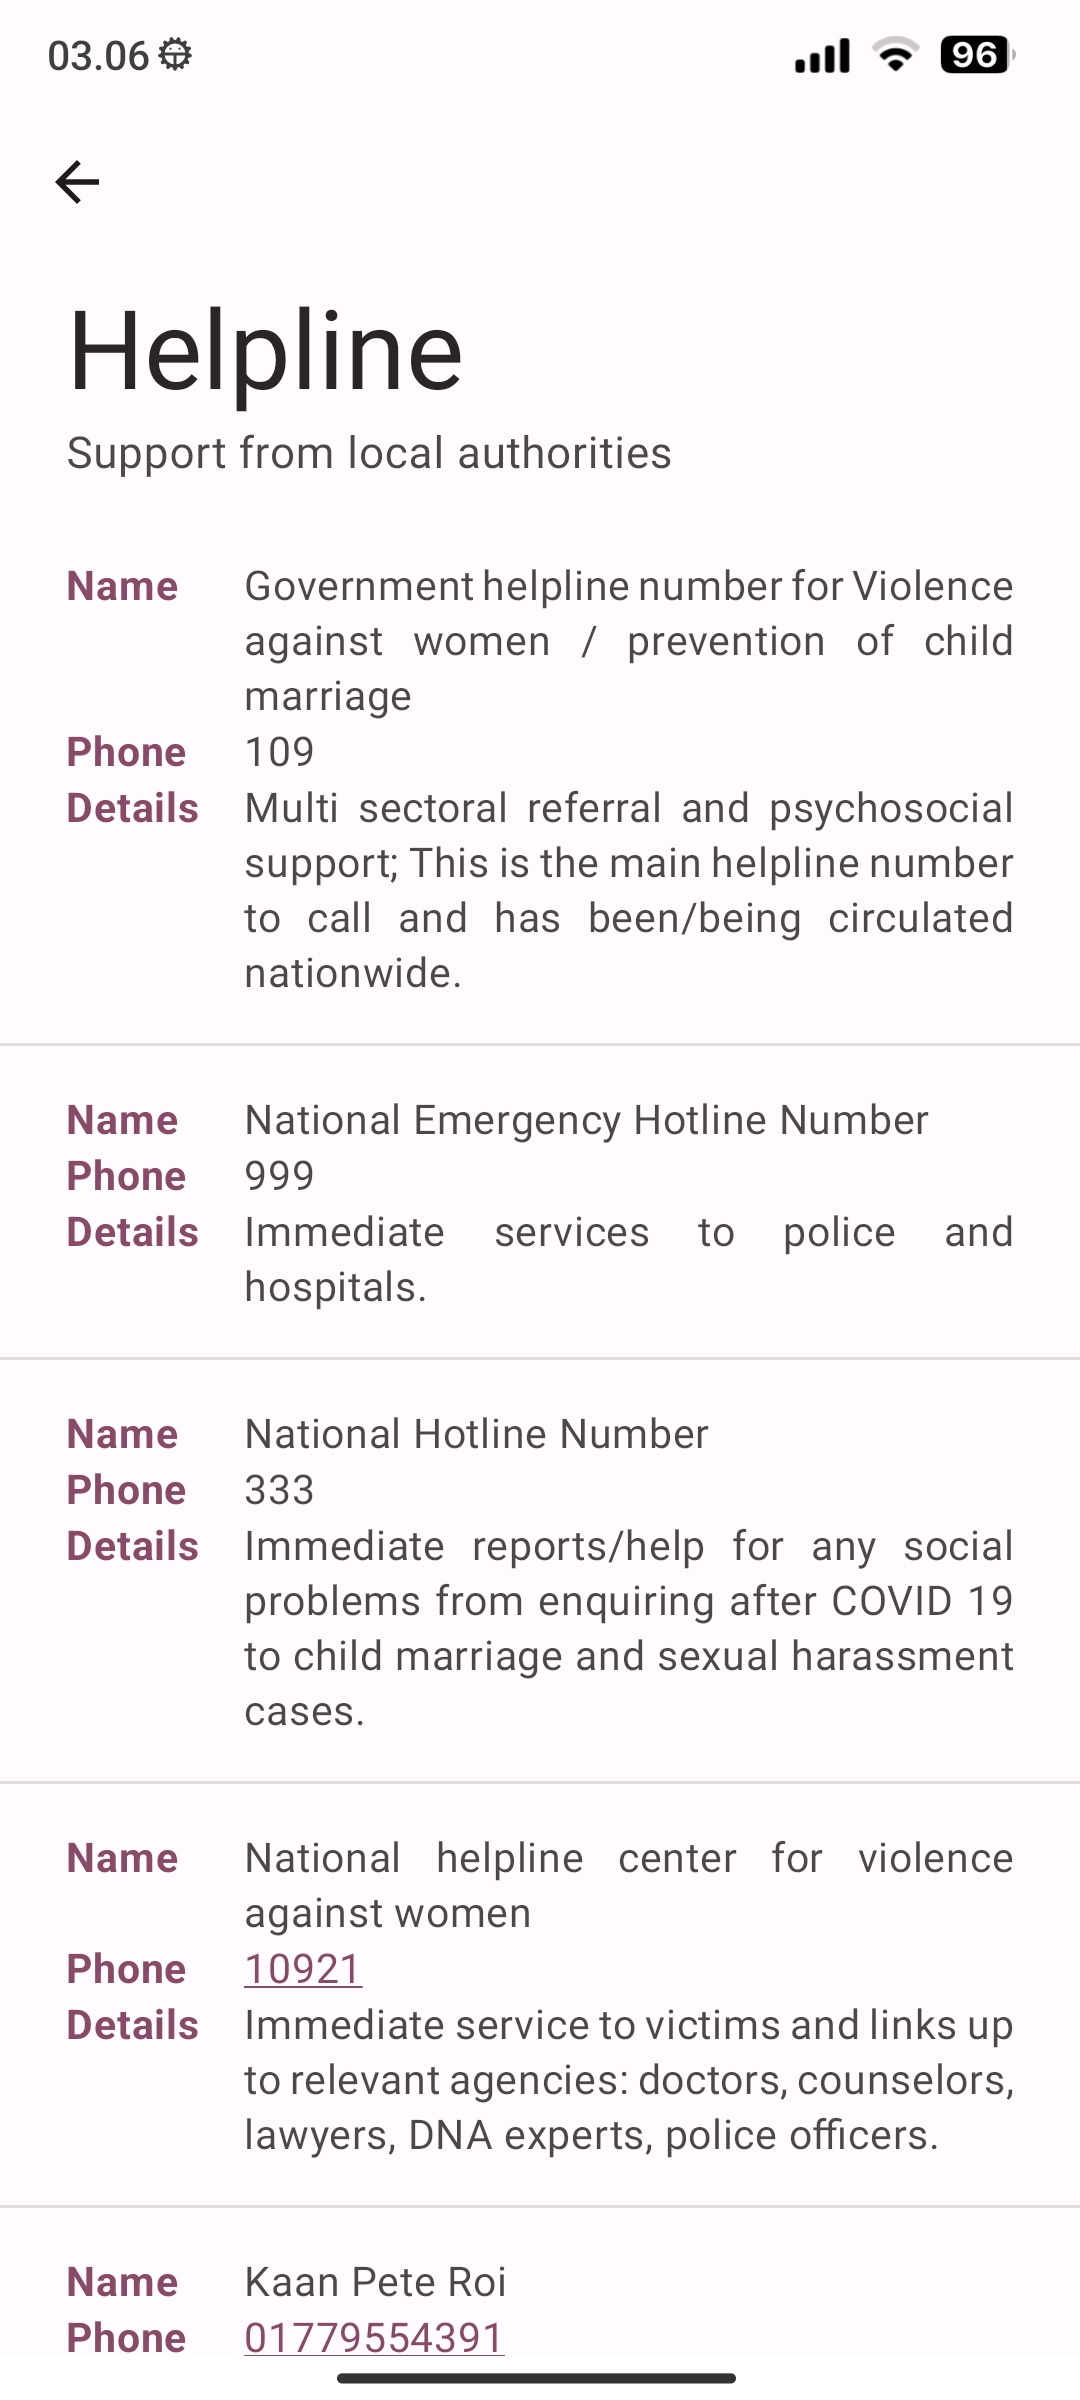 03.06
96
Helpline
Support from local authorities
Name Government helpline number for Violence
against women / prevention of child
marriage
Phone 109
Details Multi sectoral referral and psychosocial
support; This is the main helpline number
to call and has been/being circulated
nationwide.
Name National Emergency Hotline Number
Phone 999
Details Immediate services to police and
hospitals.
Name National Hotline Number
Phone 333
Details Immediate reports/help for any social
problems from enquiring after COVID 19
to child marriage and sexual harassment
cases.
Name National helpline center for violence
against women
Phone 10921
Details Immediate service to victims and links up
to relevant agencies: doctors, counselors,
lawyers, DNA experts, police officers.
Name Kaan Pete Roi
Phone 01779554391